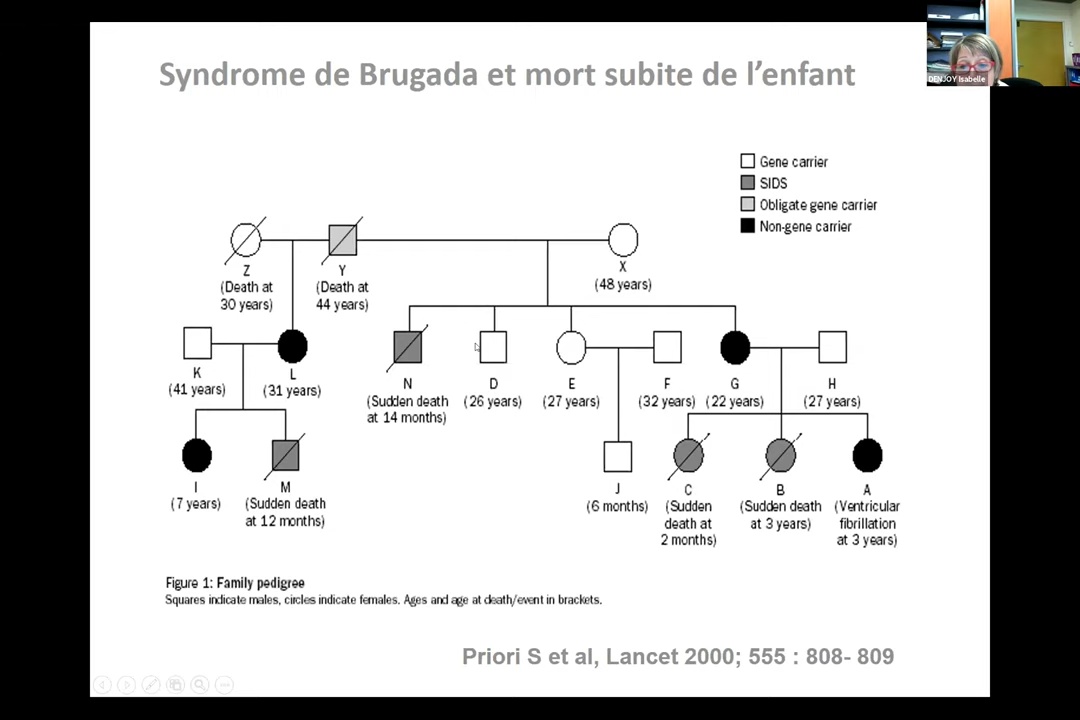 Syndrome de Brugada et mort subite de l'enfant
DENJOY Isabelle
Gene carrier
SIDS
Obligate gene carrier
Non-gene carrier
Z
(Death at
30 years)
Y
(Death at
44 years)
X
(48 years)
K
(41 years)
L
(31 years)
N
(Sudden death
at 14 months)
D
(26 years)
E
(27 years)
F
(32 years)
G
(22 years)
H
(27 years)
I
(7 years)
M
(Sudden death
at 12 months)
J
(6 months)
C
(Sudden
death at
2 months)
B
(Sudden death
at 3 years)
A
(Ventricular
fibrillation
at 3 years)
Figure 1: Family pedigree
Squares indicate males, circles indicate females. Ages and age at death/event in brackets.
Priori S et al, Lancet 2000; 555 : 808- 809